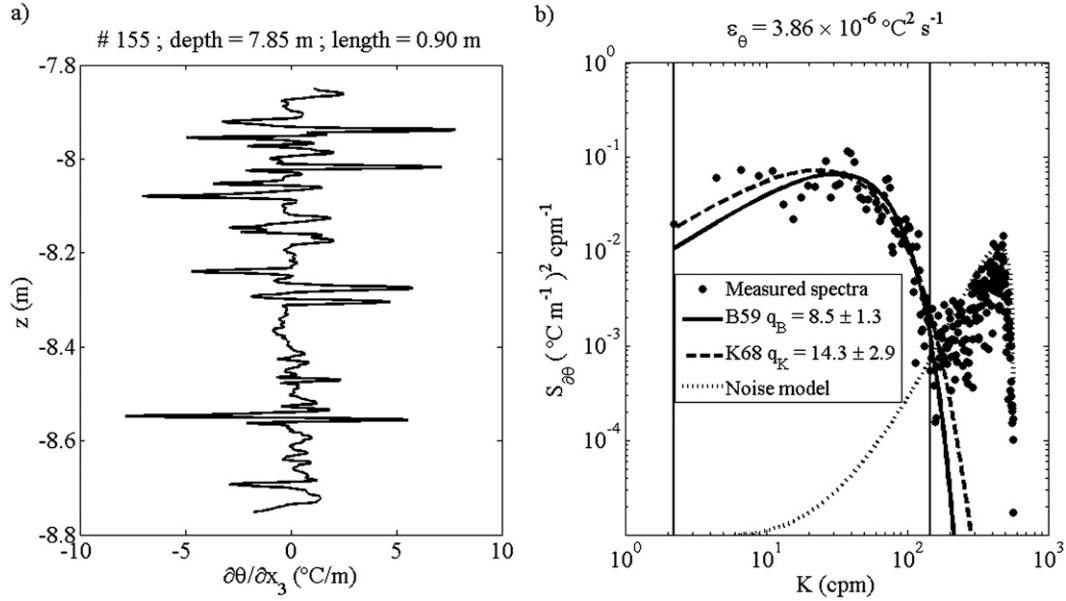 a)
# 155 ; depth = 7.85 m ; length = 0.90 m
-7.8
-8
-8.2
-8.4
-8.6
-8.8
z (m)
-10 -5 0 5 10
∂θ/∂x₃ (°C/m)
b)
ε_θ = 3.86 × 10⁻⁶ °C² s⁻¹
10⁰
10⁻¹
10⁻²
10⁻³
10⁻⁴
S_∂θ ( °C m⁻¹ )² cpm⁻¹
Measured spectra
B59 q_B = 8.5 ± 1.3
K68 q_K = 14.3 ± 2.9
Noise model
10⁰ 10¹ 10² 10³
K (cpm)